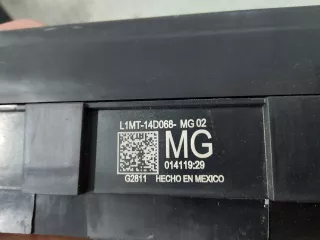 L1MT-14D068- MG 02
MG
014119:29
G2811 HECHO EN MEXICO